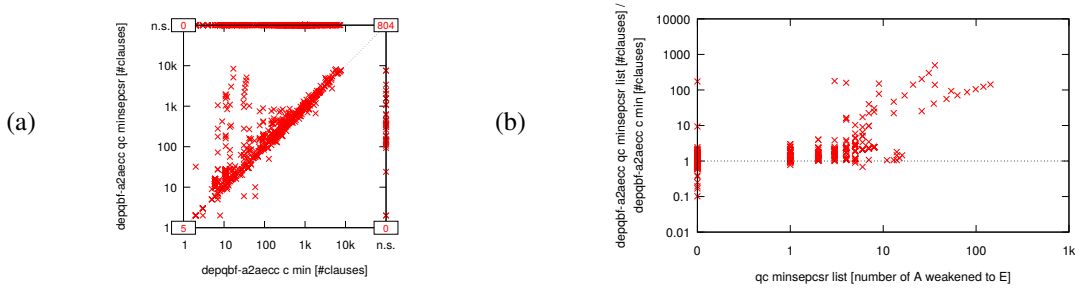 (a)
depqbf-a2aecc qc minsepcsr [#clauses]
n.s.
10k
1k
100
10
1
0
804
5
0
1 10 100 1k 10k n.s.
depqbf-a2aecc c min [#clauses]
(b)
depqbf-a2aecc qc minsepcsr list [#clauses] /
depqbf-a2aecc c min [#clauses]
10000
1000
100
10
1
0.1
0.01
0 1 10 100 1k
qc minsepcsr list [number of A weakened to E]